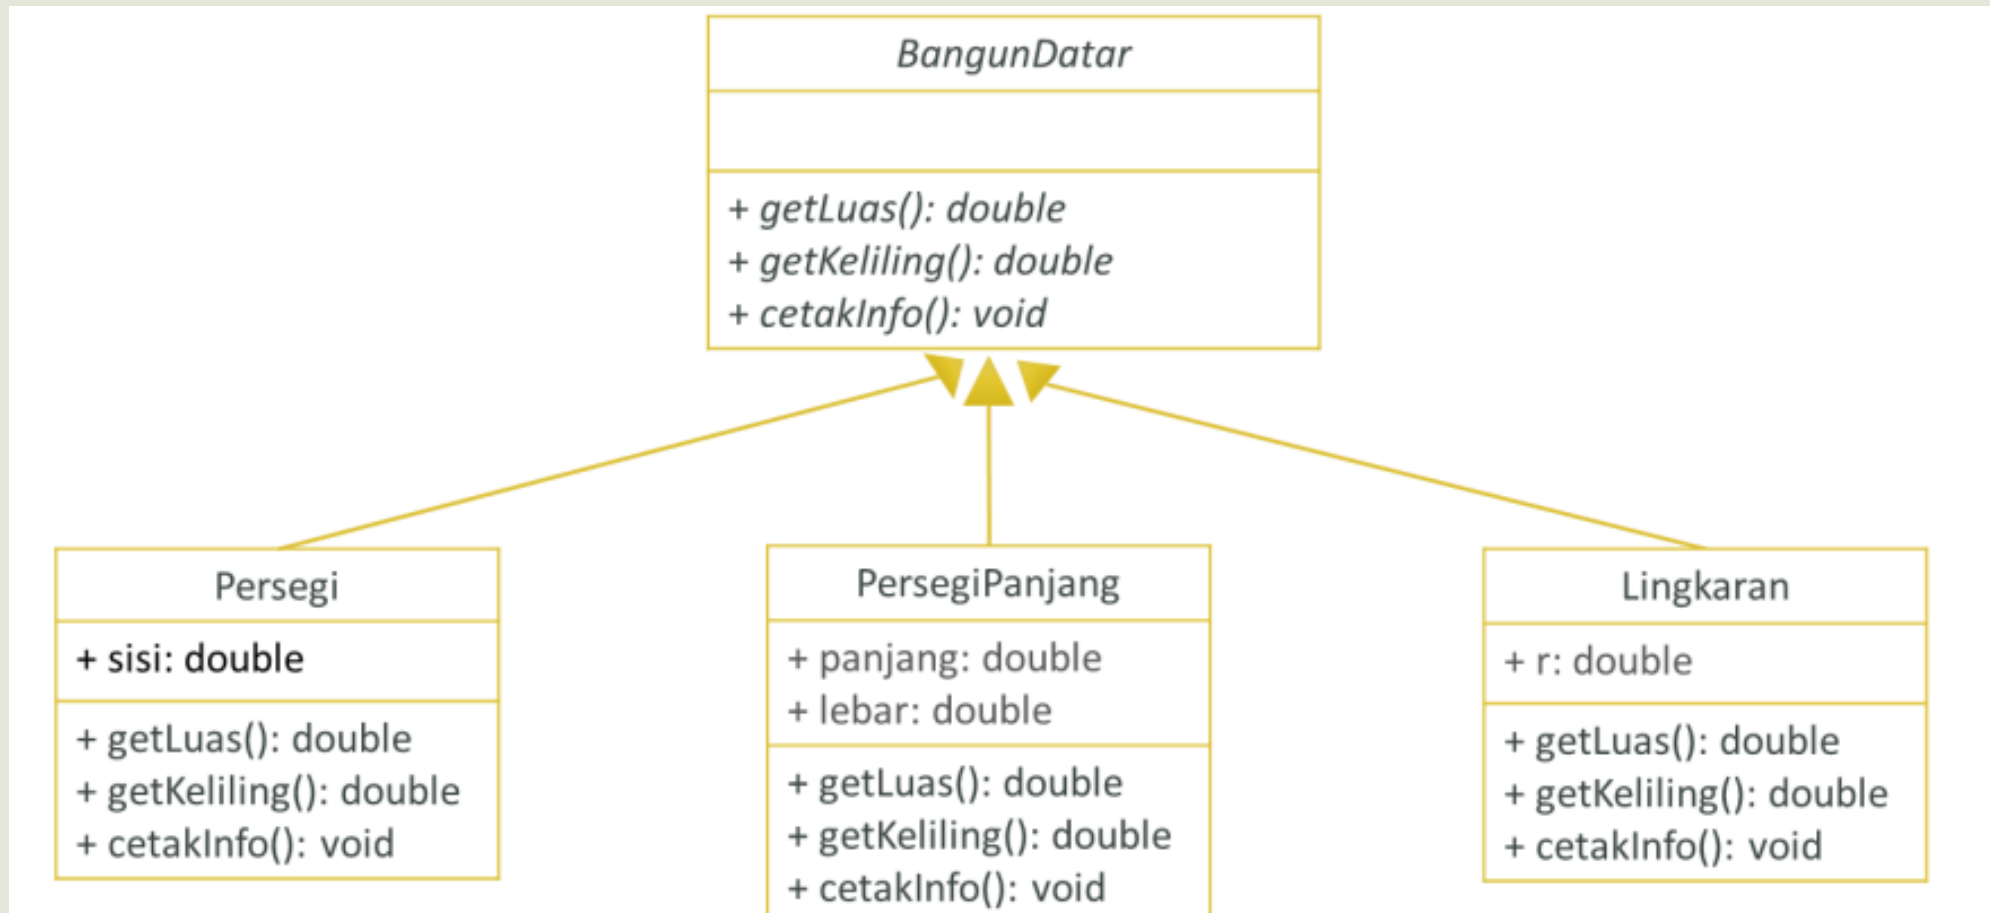 BangunDatar
+ getLuas(): double
+ getKeliling(): double
+ cetakInfo(): void
Persegi
+ sisi: double
+ getLuas(): double
+ getKeliling(): double
+ cetakInfo(): void
PersegiPanjang
+ panjang: double
+ lebar: double
+ getLuas(): double
+ getKeliling(): double
+ cetakInfo(): void
Lingkaran
+ r: double
+ getLuas(): double
+ getKeliling(): double
+ cetakInfo(): void